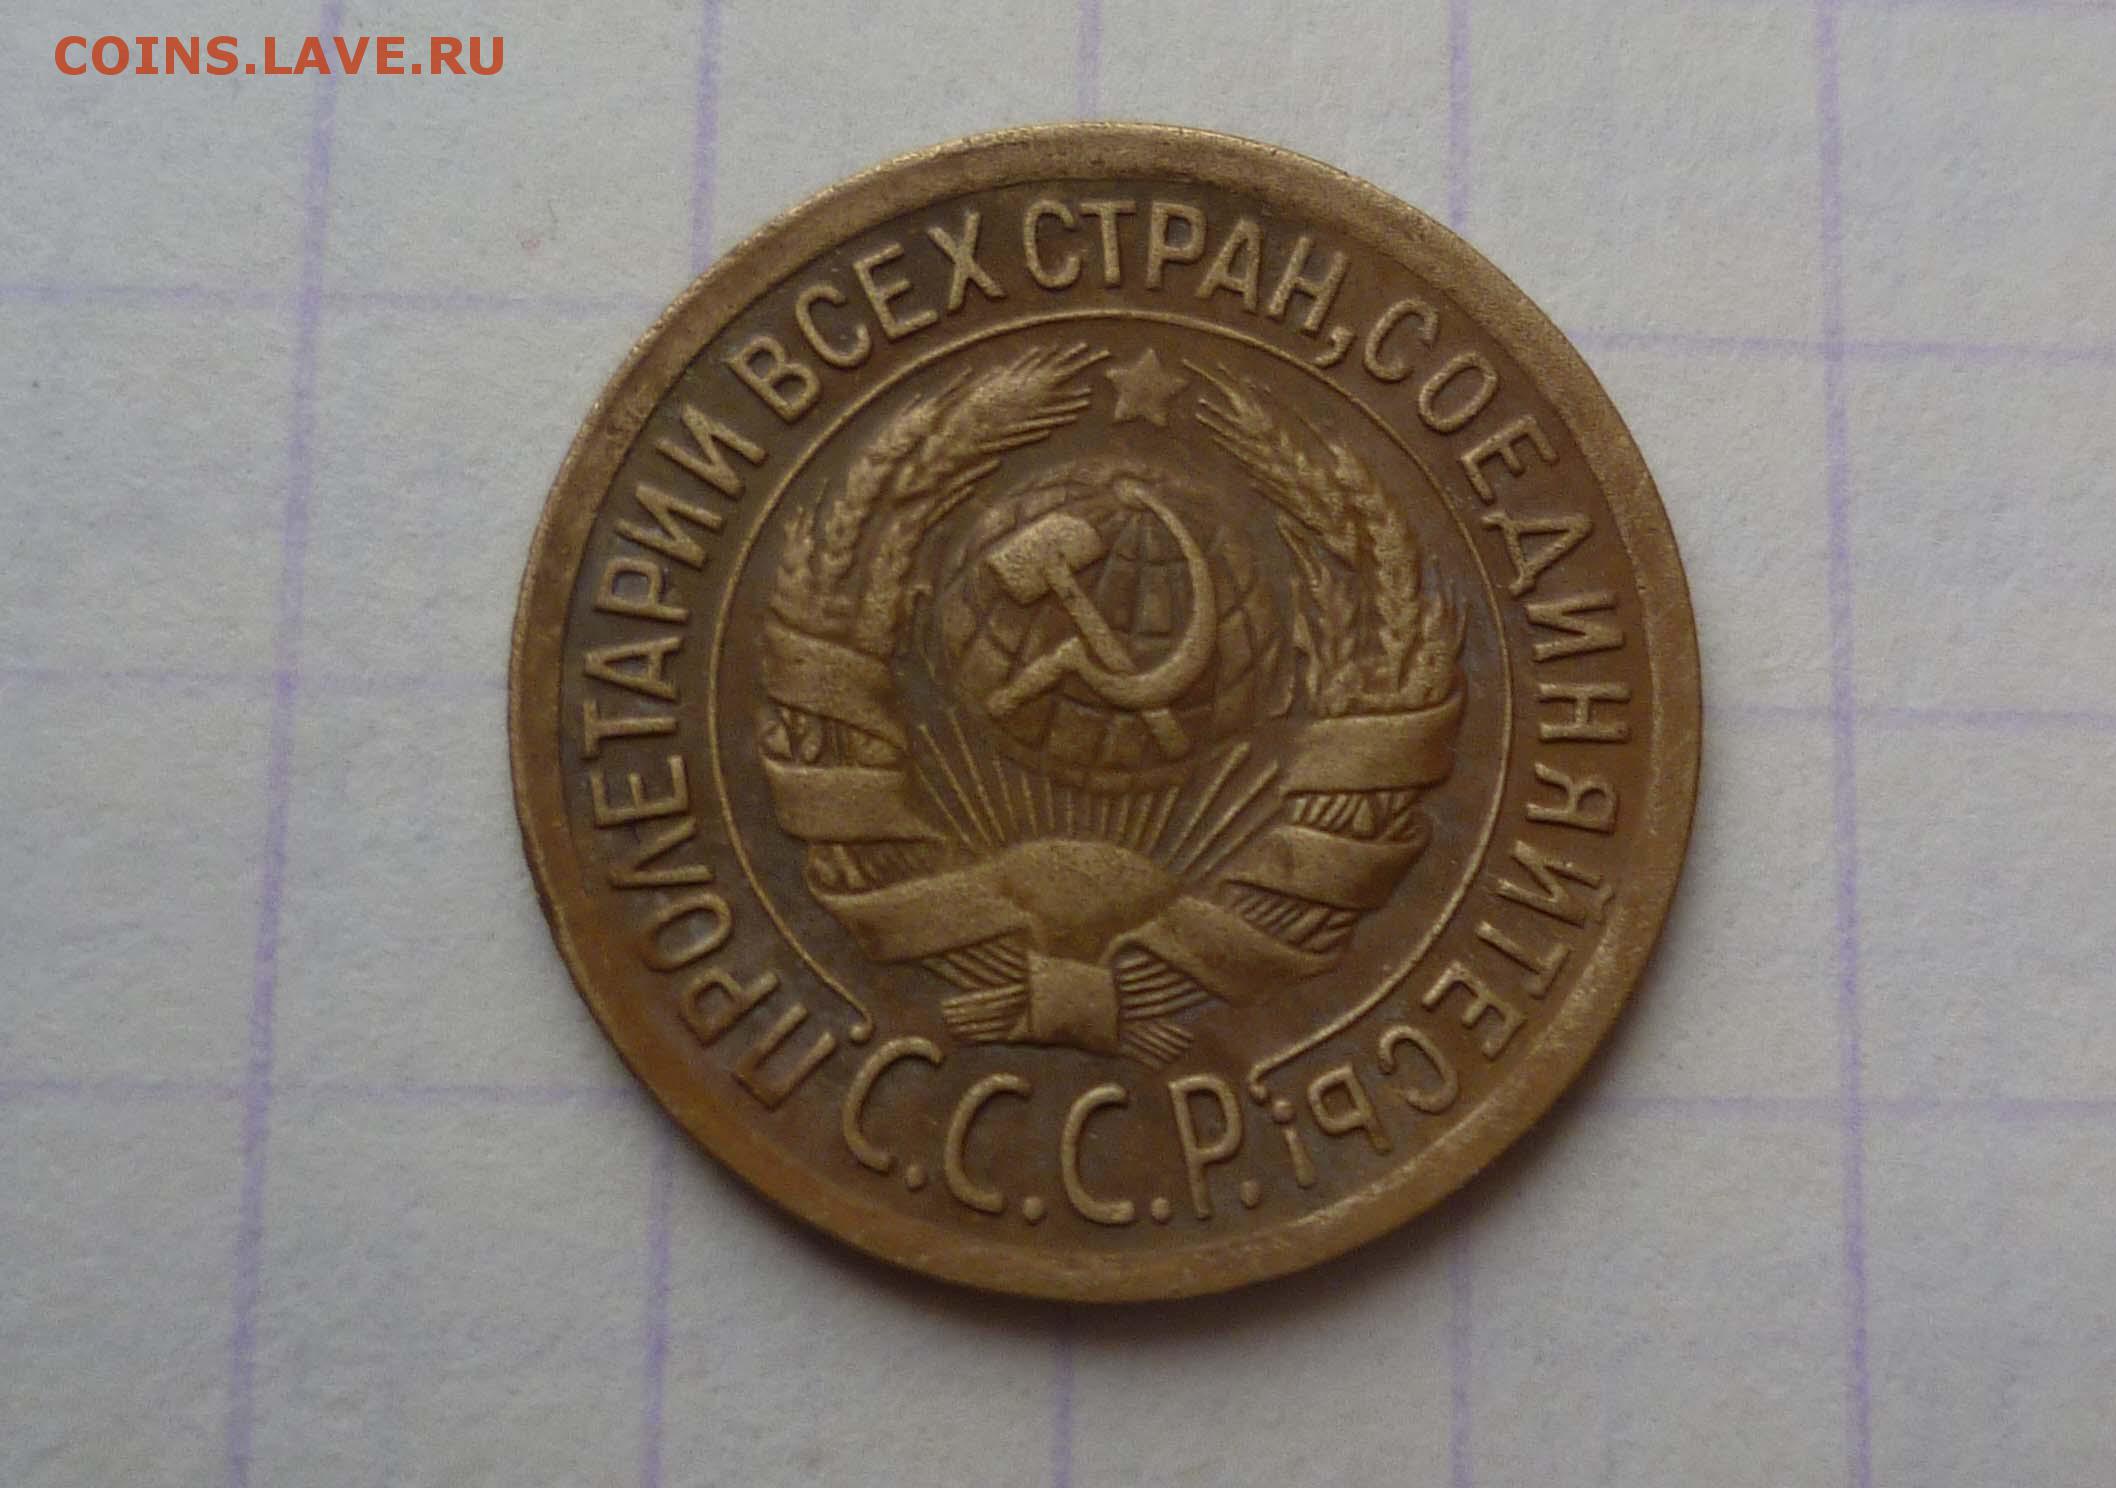 COINS.LAVE.RU
ПРОЛЕТАРИИ ВСЕХ СТРАН, СОЕДИНЯЙТЕСЬ!
С.С.С.Р.